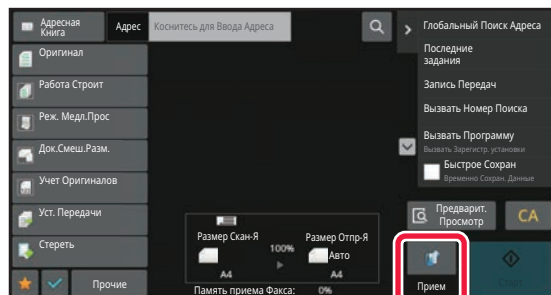 Адресная
Книга
Адрес
Коснитесь для Ввода Адреса
Оригинал
Работа Строит
Реж. Медл.Прос
Док.Смеш.Разм.
Учет Оригиналов
Уст. Передачи
Стереть
Прочие
Размер Скан-Я
100%
Размер Отпр-Я
Авто
A4
A4
Память приема Факса:
0%
Глобальный Поиск Адреса
Последние
задания
Запись Передач
Вызвать Номер Поиска
Вызвать Программу
Вызвать Зарегистр. установки
Быстрое Сохран
Временно Сохран. Данные
Предварит.
Просмотр
CA
Прием
Старт